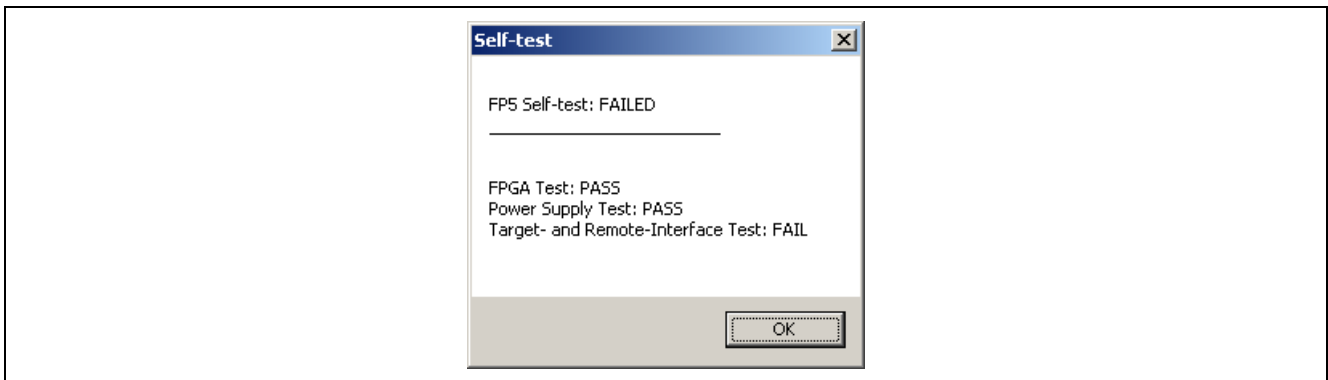 Self-test
FP5 Self-test: FAILED
FPGA Test: PASS
Power Supply Test: PASS
Target- and Remote-Interface Test: FAIL
OK